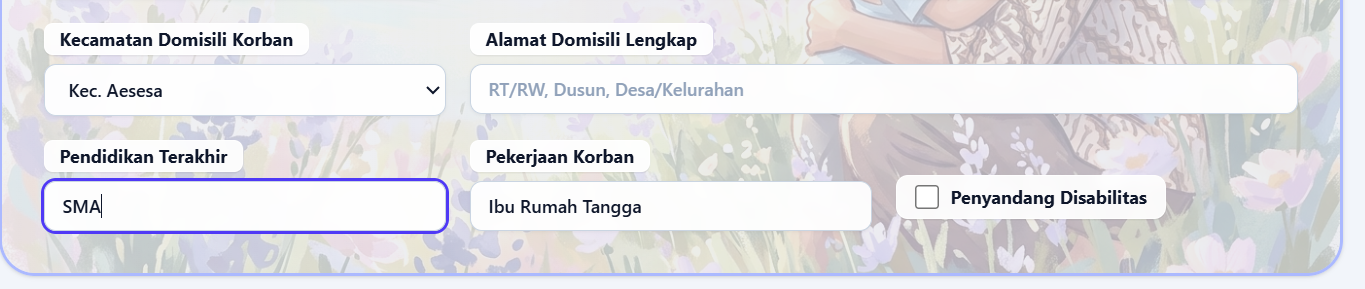 Kecamatan Domisili Korban
Alamat Domisili Lengkap
Kec. Aesesa
RT/RW, Dusun, Desa/Kelurahan
Pendidikan Terakhir
Pekerjaan Korban
SMA
Ibu Rumah Tangga
Penyandang Disabilitas